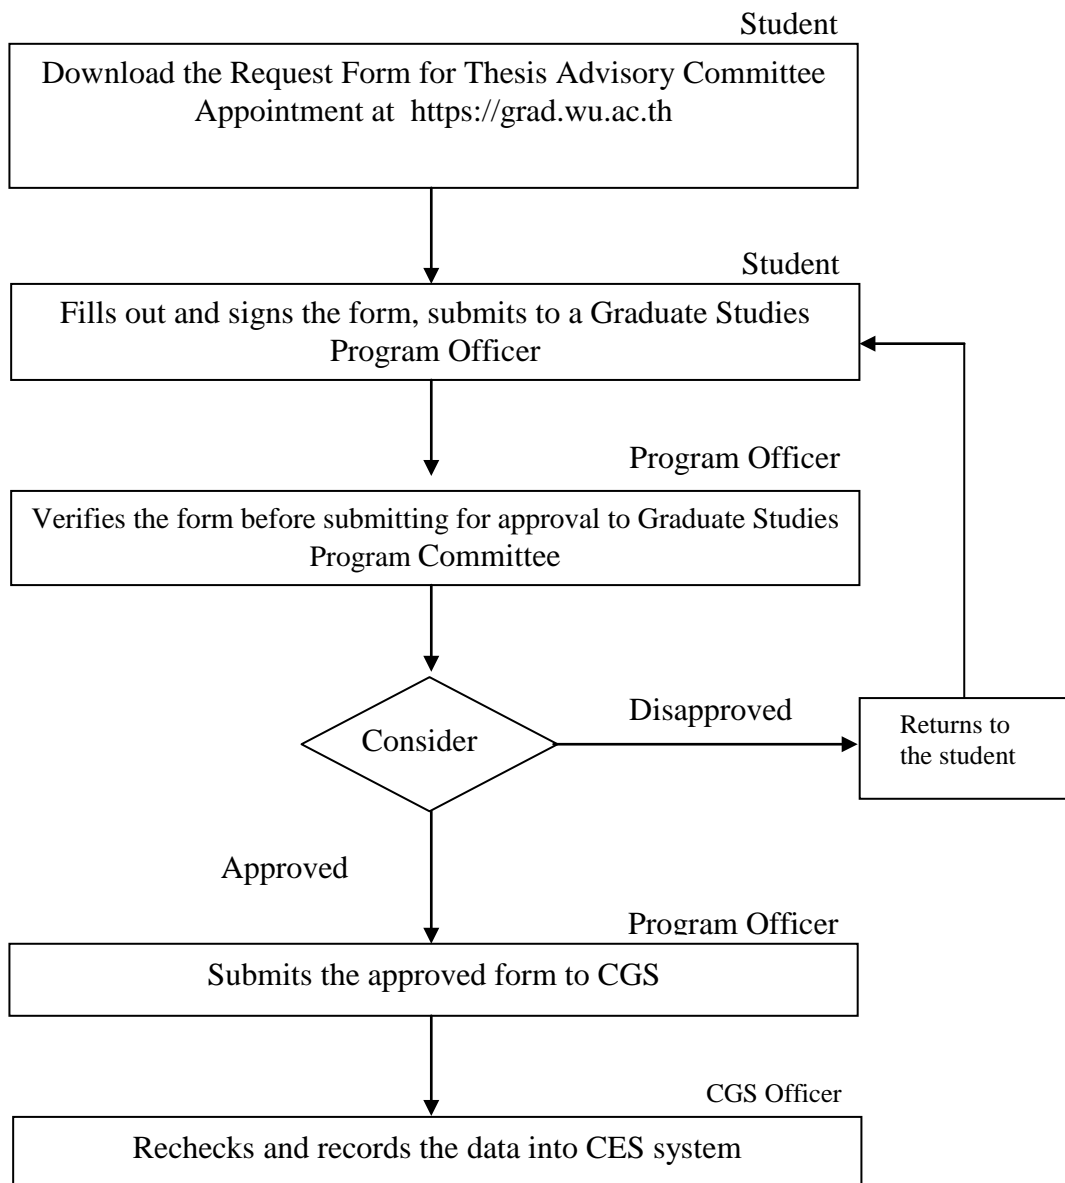 Student
Download the Request Form for Thesis Advisory Committee
Appointment at https://grad.wu.ac.th
Student
Fills out and signs the form, submits to a Graduate Studies
Program Officer
Program Officer
Verifies the form before submitting for approval to Graduate Studies
Program Committee
Consider
Disapproved
Returns to
the student
Approved
Program Officer
Submits the approved form to CGS
CGS Officer
Rechecks and records the data into CES system